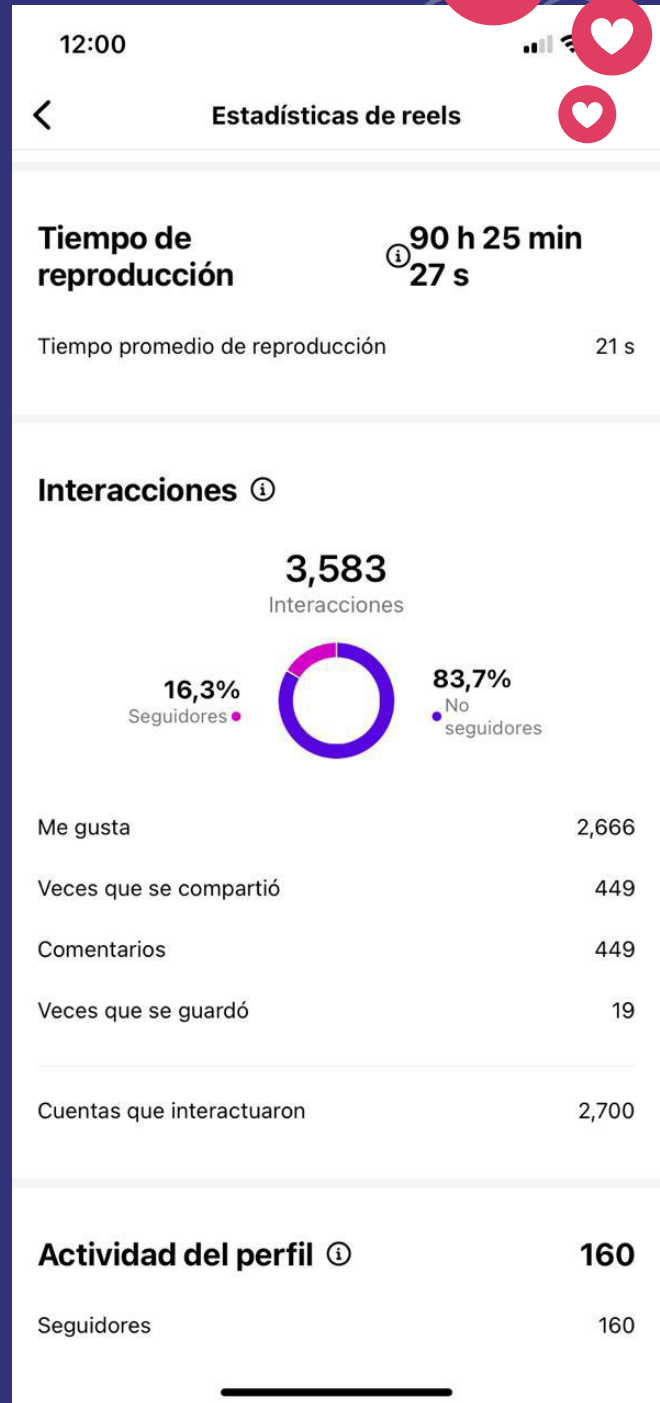 12:00
Estadísticas de reels
Tiempo de reproducción 90 h 25 min 27 s
Tiempo promedio de reproducción 21 s
Interacciones
3,583
Interacciones
16,3%
Seguidores
83,7%
No
seguidores
Me gusta 2,666
Veces que se compartió 449
Comentarios 449
Veces que se guardó 19
Cuentas que interactuaron 2,700
Actividad del perfil 160
Seguidores 160